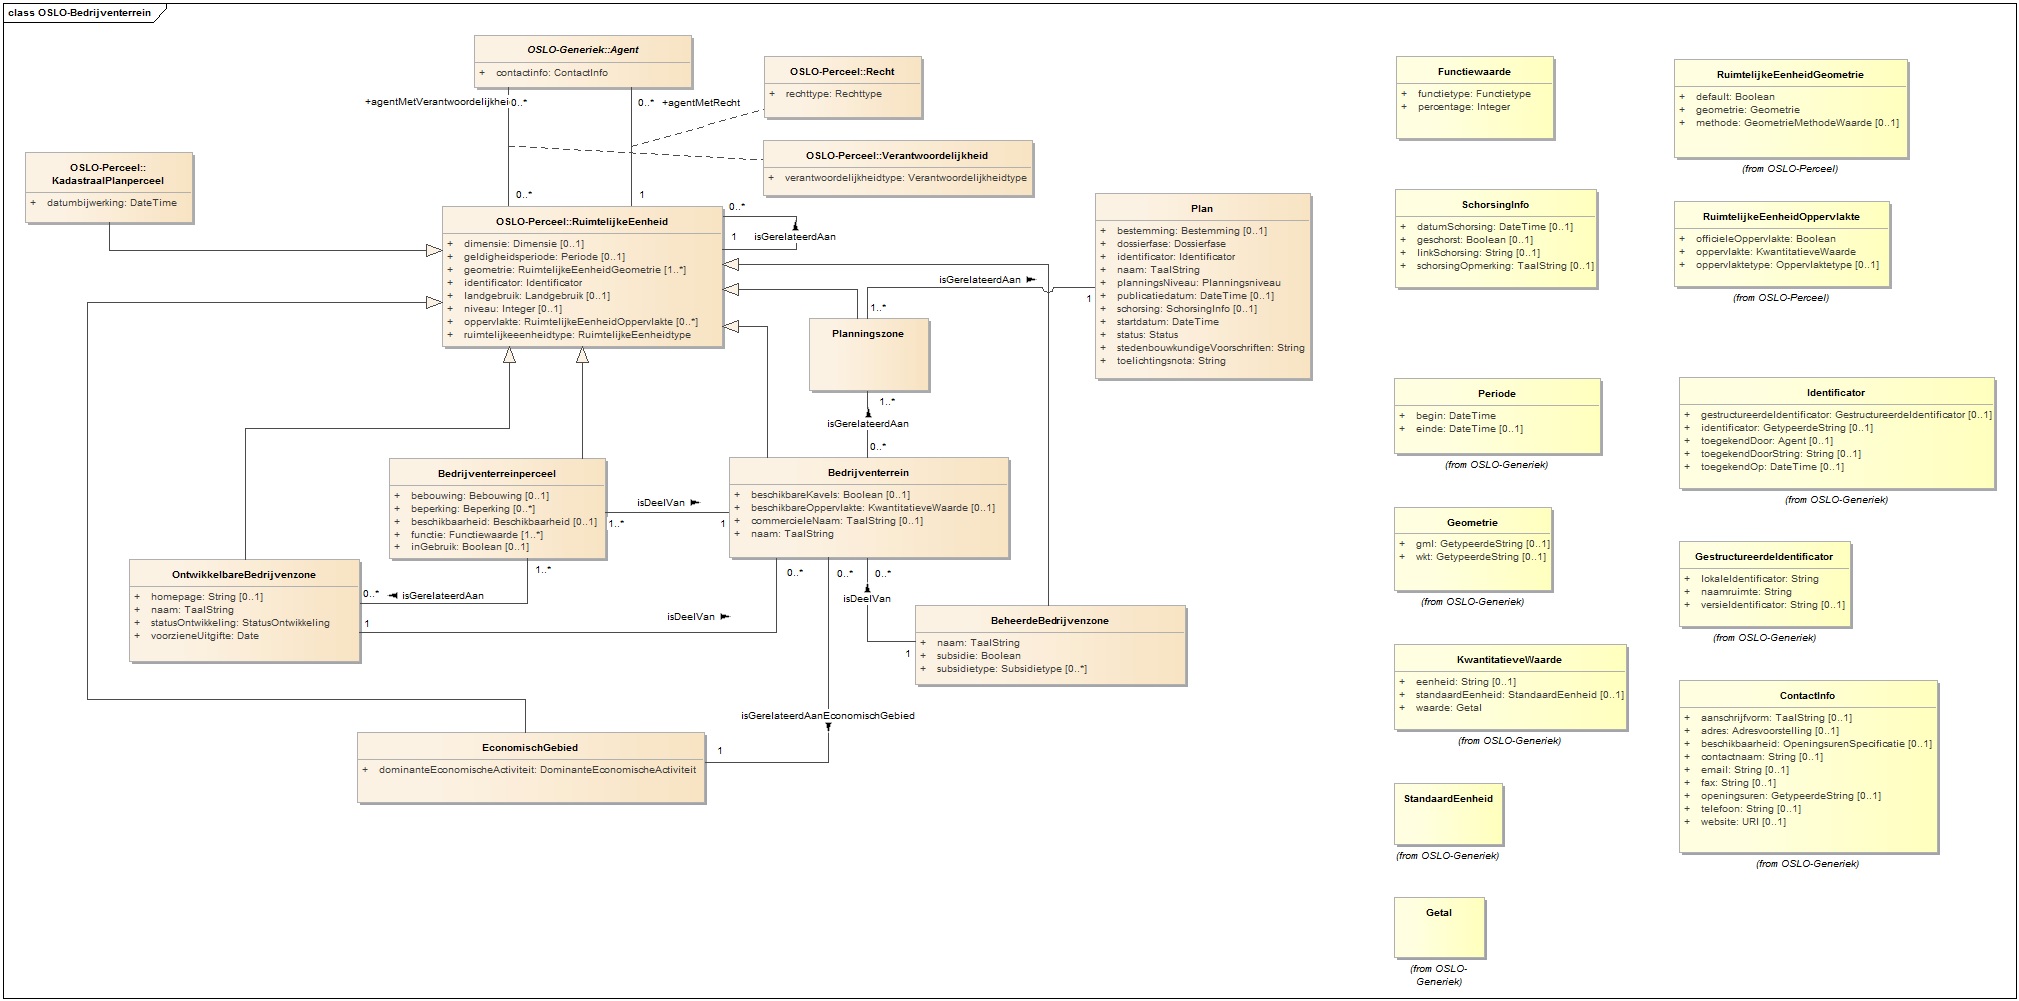 class OSLO-Bedrijventerrein
OSLO-Generiek::Agent
+ contactinfo: ContactInfo
+agentMetVerantwoordelijkhei
0..*
0..*
+agentMetRecht
0..*
1
OSLO-Perceel::Recht
+ rechttype: Rechttype
OSLO-Perceel::Verantwoordelijkheid
+ verantwoordelijkheidtype: Verantwoordelijkheidtype
OSLO-Perceel::
KadastraalPlanperceel
+ datumbijwerking: DateTime
OSLO-Perceel::RuimtelijkeEenheid
+ dimensie: Dimensie [0..1]
+ geldigheidsperiode: Periode [0..1]
+ geometrie: RuimtelijkeEenheidGeometrie [1..*]
+ identificator: Identificator
+ landgebruik: Landgebruik [0..1]
+ niveau: Integer [0..1]
+ oppervlakte: RuimtelijkeEenheidOppervlakte [0..*]
+ ruimtelijkeeenheidtype: RuimtelijkeEenheidtype
0..*
1
isGerelateerdAan
Plan
+ bestemming: Bestemming [0..1]
+ dossierfase: Dossierfase
+ identificator: Identificator
+ naam: TaalString
+ planningsNiveau: Planningsniveau
+ publicatiedatum: DateTime [0..1]
+ schorsing: SchorsingInfo [0..1]
+ startdatum: DateTime
+ status: Status
+ stedenbouwkundigeVoorschriften: String
+ toelichtingsnota: String
isGerelateerdAan
1
1..*
Planningszone
1..*
isGerelateerdAan
0..*
Bedrijventerreinperceel
+ bebouwing: Bebouwing [0..1]
+ beperking: Beperking [0..*]
+ beschikbaarheid: Beschikbaarheid [0..1]
+ functie: Functiewaarde [1..*]
+ inGebruik: Boolean [0..1]
isDeelVan
1..*
1
Bedrijventerrein
+ beschikbareKavels: Boolean [0..1]
+ beschikbareOppervlakte: KwantitatieveWaarde [0..1]
+ commercieleNaam: TaalString [0..1]
+ naam: TaalString
OntwikkelbareBedrijvenzone
+ homepage: String [0..1]
+ naam: TaalString
+ statusOntwikkeling: StatusOntwikkeling
+ voorzieneUitgifte: Date
1..*
0..*
isGerelateerdAan
1
isDeelVan
0..*
0..*
0..*
isDeelVan
1
BeheerdeBedrijvenzone
+ naam: TaalString
+ subsidie: Boolean
+ subsidietype: Subsidietype [0..*]
isGerelateerdAanEconomischGebied
1
EconomischGebied
+ dominanteEconomischeActiviteit: DominanteEconomischeActiviteit
Functiewaarde
+ functietype: Functietype
+ percentage: Integer
SchorsingInfo
+ datumSchorsing: DateTime [0..1]
+ geschorst: Boolean [0..1]
+ linkSchorsing: String [0..1]
+ schorsingOpmerking: TaalString [0..1]
Periode
+ begin: DateTime
+ einde: DateTime [0..1]
(from OSLO-Generiek)
Geometrie
+ gml: GetypeerdeString [0..1]
+ wkt: GetypeerdeString [0..1]
(from OSLO-Generiek)
KwantitatieveWaarde
+ eenheid: String [0..1]
+ standaardEenheid: StandaardEenheid [0..1]
+ waarde: Getal
(from OSLO-Generiek)
StandaardEenheid
(from OSLO-Generiek)
Getal
(from OSLO-
Generiek)
RuimtelijkeEenheidGeometrie
+ default: Boolean
+ geometrie: Geometrie
+ methode: GeometrieMethodeWaarde [0..1]
(from OSLO-Perceel)
RuimtelijkeEenheidOppervlakte
+ officieleOppervlakte: Boolean
+ oppervlakte: KwantitatieveWaarde
+ oppervlaktetype: Oppervlaktetype [0..1]
(from OSLO-Perceel)
Identificator
+ gestructureerdeIdentificator: GestructureerdeIdentificator [0..1]
+ identificator: GetypeerdeString [0..1]
+ toegekendDoor: Agent [0..1]
+ toegekendDoorString: String [0..1]
+ toegekendOp: DateTime [0..1]
(from OSLO-Generiek)
GestructureerdeIdentificator
+ lokaleIdentificator: String
+ naamruimte: String
+ versieIdentificator: String [0..1]
(from OSLO-Generiek)
ContactInfo
+ aanschrijfvorm: TaalString [0..1]
+ adres: Adresvoorstelling [0..1]
+ beschikbaarheid: OpeningsurenSpecificatie [0..1]
+ contactnaam: String [0..1]
+ email: String [0..1]
+ fax: String [0..1]
+ openingsuren: GetypeerdeString [0..1]
+ telefoon: String [0..1]
+ website: URI [0..1]
(from OSLO-Generiek)